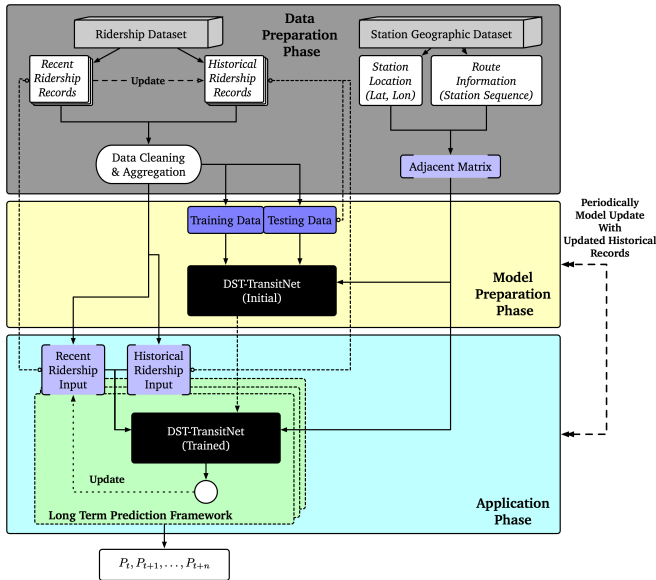 Ridership Dataset
Data
Preparation
Phase
Station Geographic Dataset
Recent
Ridership
Records
Update
Historical
Ridership
Records
Station
Location
(Lat, Lon)
Route
Information
(Station Sequence)
Data Cleaning
& Aggregation
Adjacent Matrix
Training Data
Testing Data
DST-TransitNet
(Initial)
Model
Preparation
Phase
Periodically
Model Update
With
Updated Historical
Records
Recent
Ridership
Input
Historical
Ridership
Input
DST-TransitNet
(Trained)
Update
Long Term Prediction Framework
Application
Phase
P_t, P_{t+1}, . . . , P_{t+n}